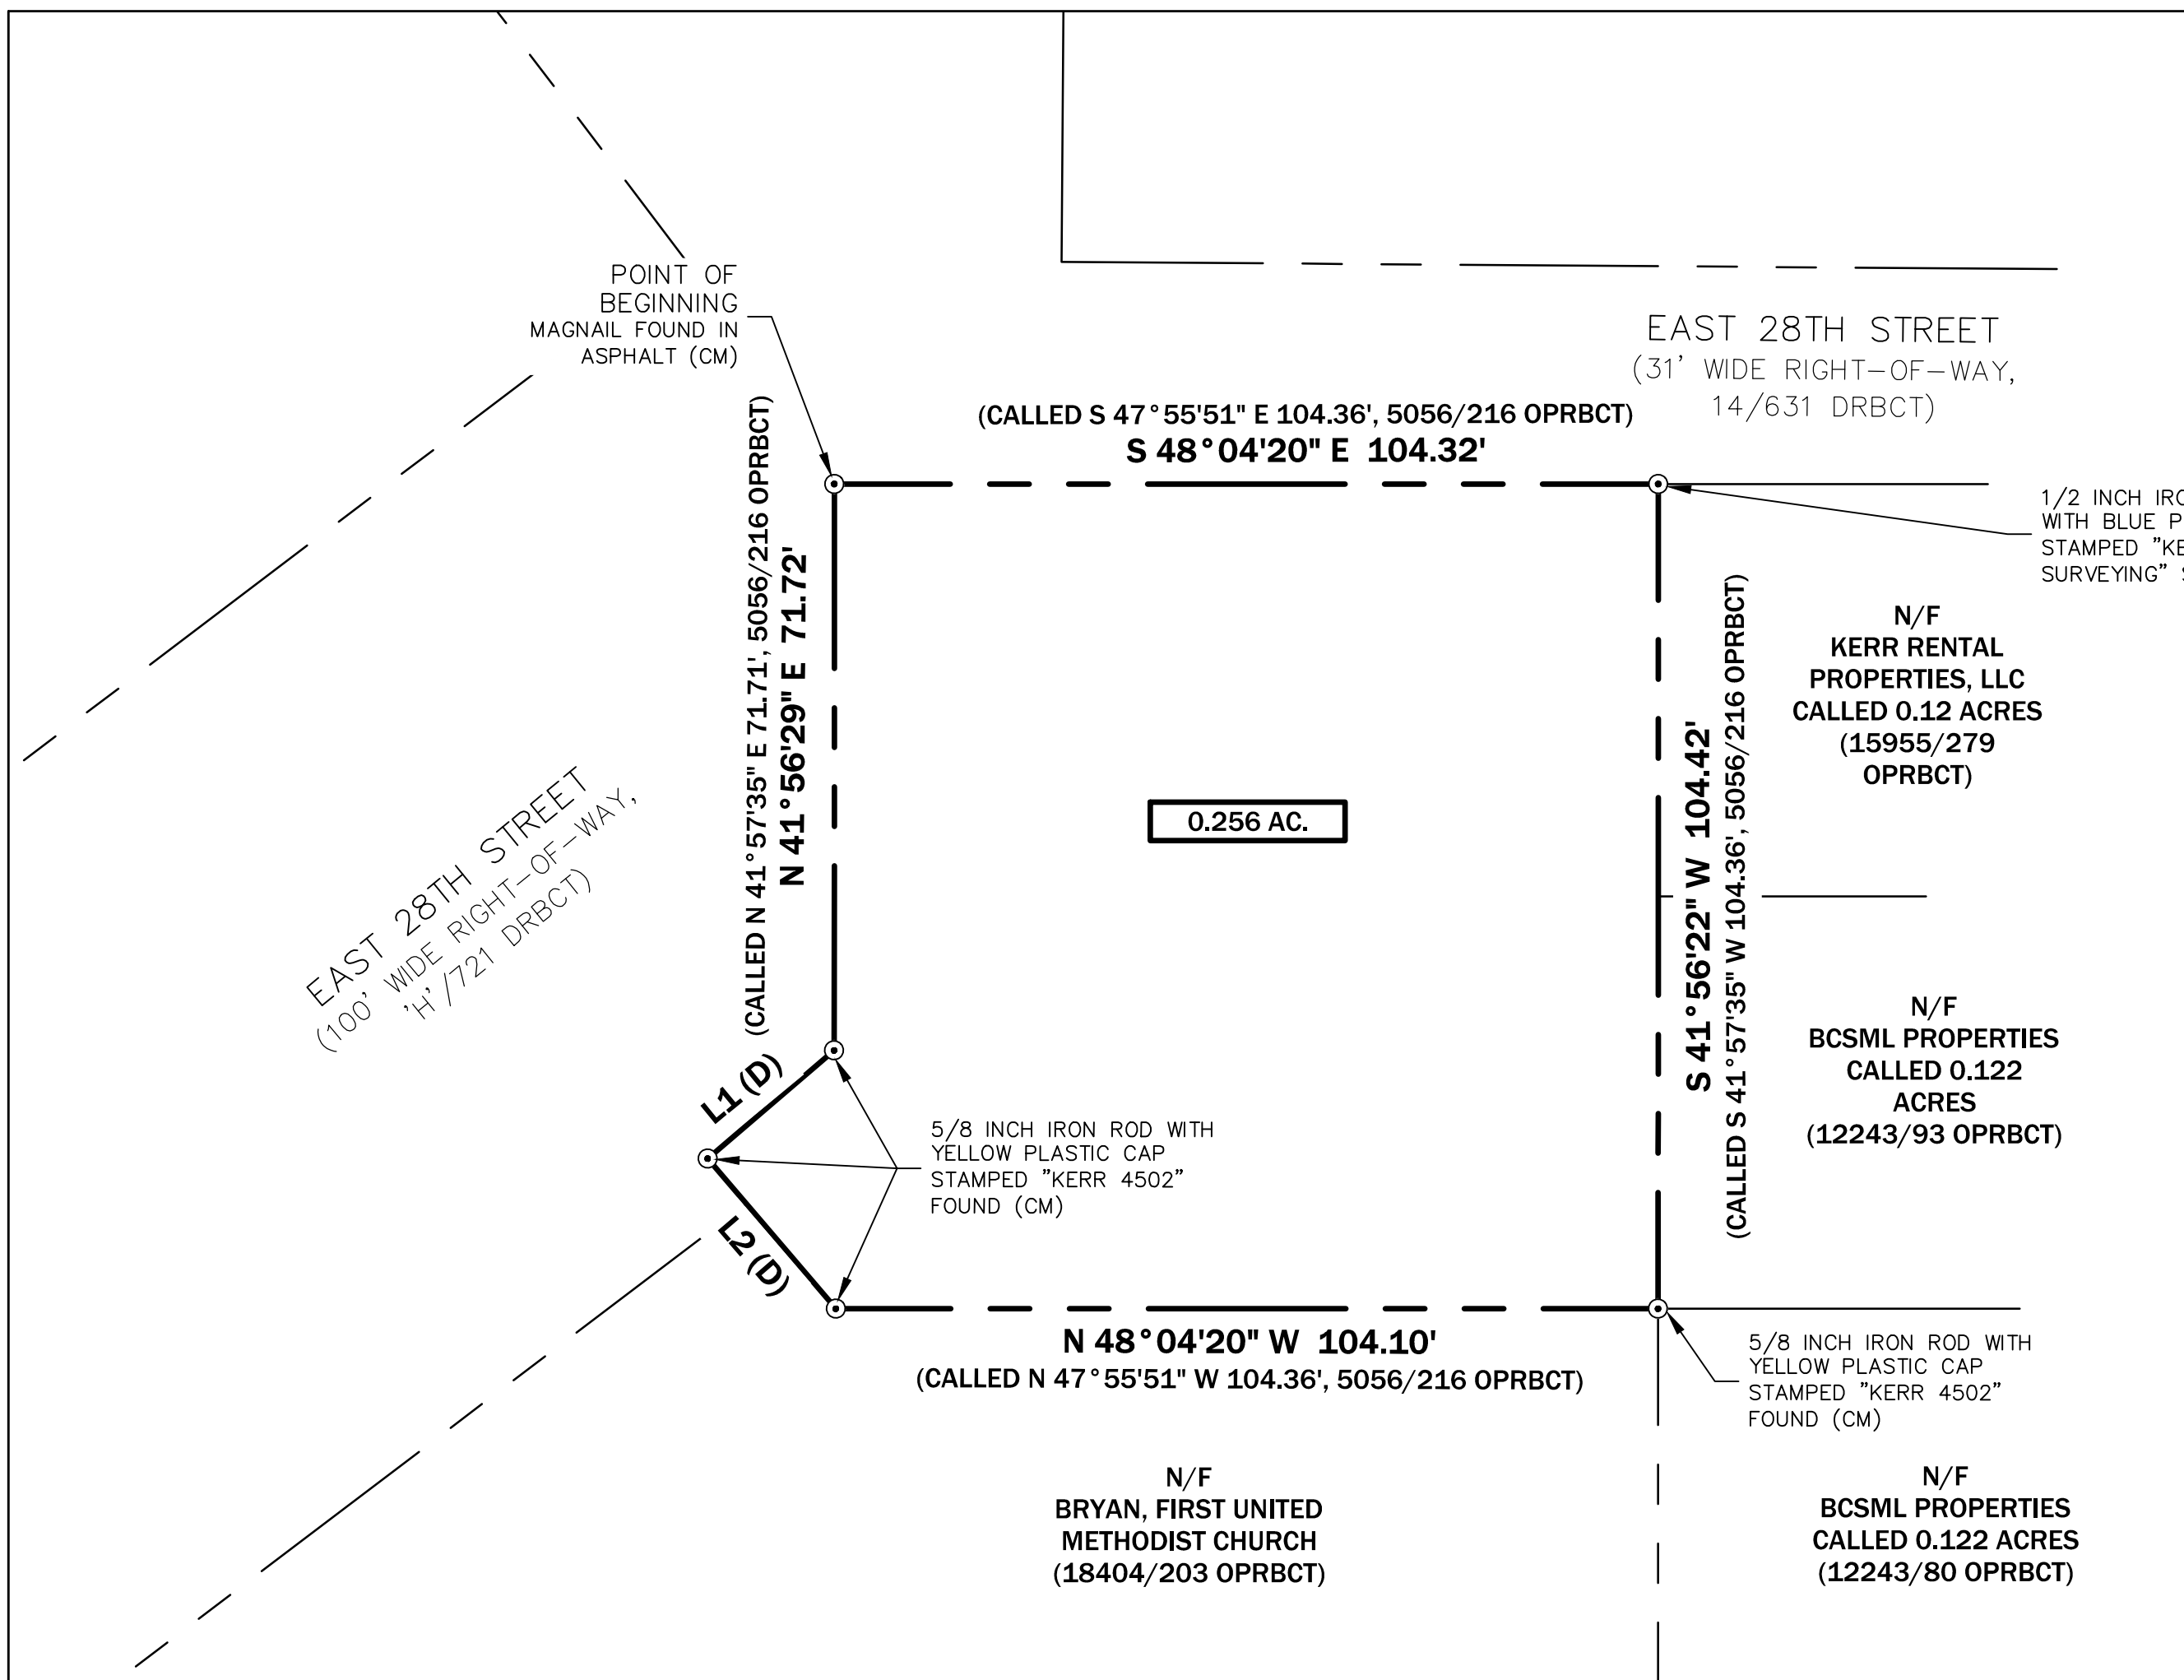 POINT OF
BEGINNING
MAGNAIL FOUND IN
ASPHALT (CM)
EAST 28TH STREET
(31' WIDE RIGHT-OF-WAY,
14/631 DRBCT)
(CALLED S 47°55'51" E 104.36', 5056/216 OPRBCT)
S 48°04'20" E 104.32'
1/2 INCH IRO
WITH BLUE P
STAMPED "KE
SURVEYING" S
(CALLED N 41°57'35" E 71.71', 5056/216 OPRBCT)
N 41°56'29" E 71.72'
N/F
KERR RENTAL
PROPERTIES, LLC
CALLED 0.12 ACRES
(15955/279
OPRBCT)
0.256 AC.
S 41°56'22" W 104.42'
(CALLED S 41°57'35" W 104.36', 5056/216 OPRBCT)
EAST 28TH STREET
(100' WIDE RIGHT-OF-WAY,
'H'/721 DRBCT)
N/F
BCSML PROPERTIES
CALLED 0.122
ACRES
(12243/93 OPRBCT)
L1 (D)
5/8 INCH IRON ROD WITH
YELLOW PLASTIC CAP
STAMPED "KERR 4502"
FOUND (CM)
L2 (D)
N 48°04'20" W 104.10'
(CALLED N 47°55'51" W 104.36', 5056/216 OPRBCT)
5/8 INCH IRON ROD WITH
YELLOW PLASTIC CAP
STAMPED "KERR 4502"
FOUND (CM)
N/F
BRYAN, FIRST UNITED
METHODIST CHURCH
(18404/203 OPRBCT)
N/F
BCSML PROPERTIES
CALLED 0.122 ACRES
(12243/80 OPRBCT)